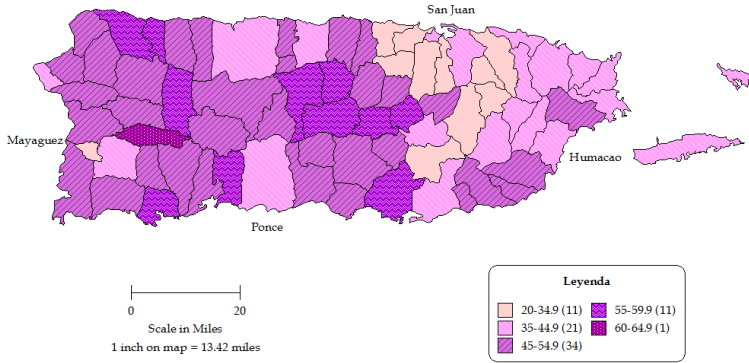 San Juan
Mayaguez
Humacao
Ponce
0 20
Scale in Miles
1 inch on map = 13.42 miles
Leyenda
20-34.9 (11)
35-44.9 (21)
45-54.9 (34)
55-59.9 (11)
60-64.9 (1)